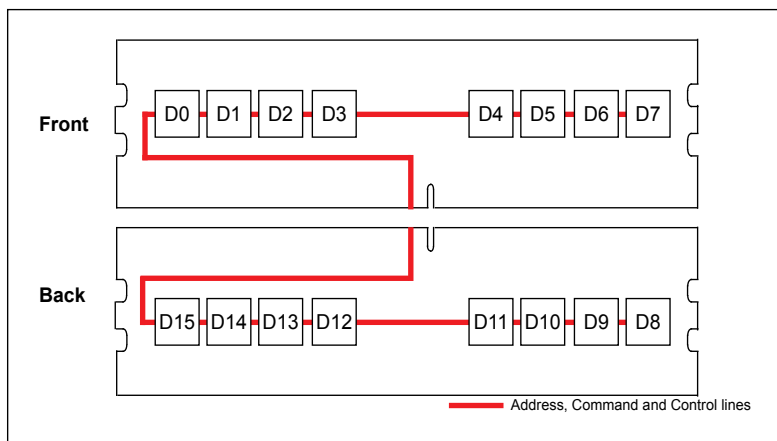 Front
D0 D1 D2 D3 D4 D5 D6 D7
Back
D15 D14 D13 D12 D11 D10 D9 D8
Address, Command and Control lines